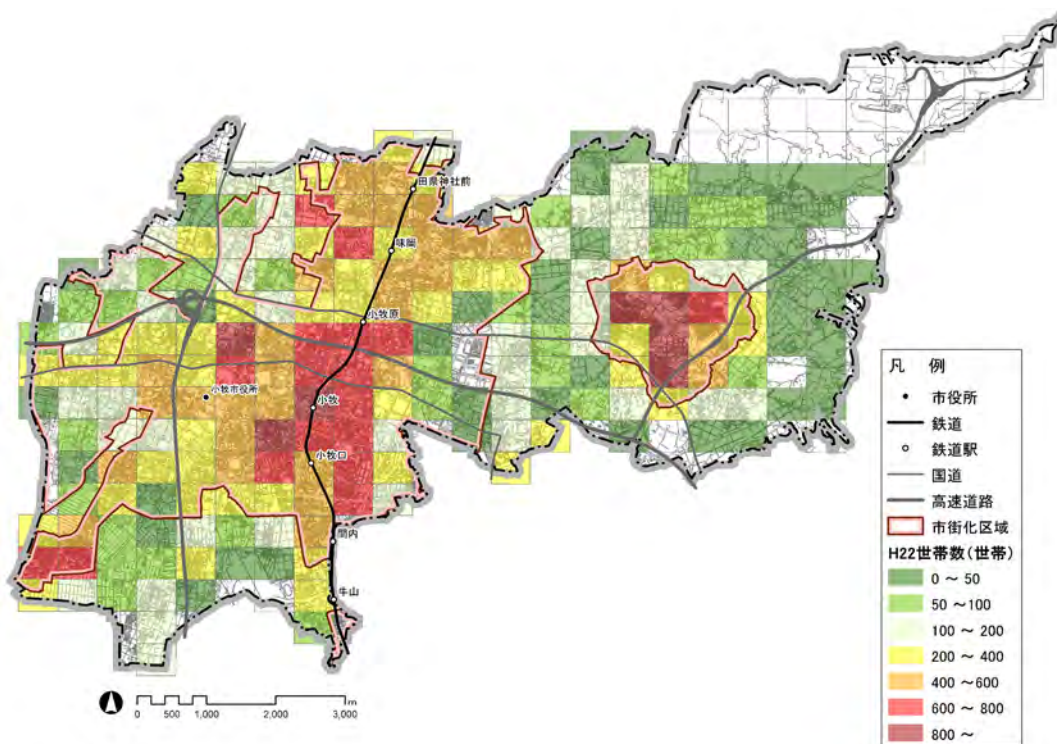 田県神社前
味岡
小牧原
小牧市役所
小牧
小牧口
間内
牛山
凡 例
市役所
鉄道
鉄道駅
国道
高速道路
市街化区域
H22世帯数(世帯)
0 ～ 50
50 ～100
100 ～ 200
200 ～ 400
400 ～600
600 ～ 800
800 ～
0 500 1,000 2,000 3,000 m